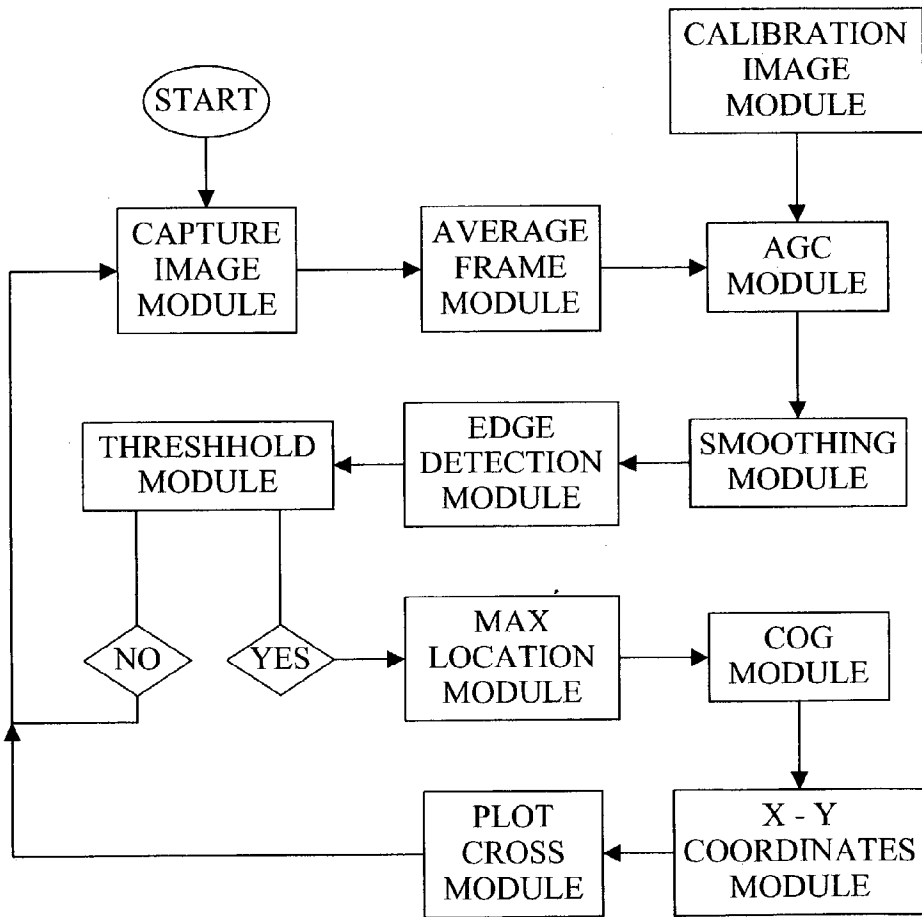 CALIBRATION
IMAGE
MODULE
START
CAPTURE
IMAGE
MODULE
AVERAGE
FRAME
MODULE
AGC
MODULE
THRESHHOLD
MODULE
EDGE
DETECTION
MODULE
SMOOTHING
MODULE
NO
YES
MAX
LOCATION
MODULE
COG
MODULE
PLOT
CROSS
MODULE
X - Y
COORDINATES
MODULE